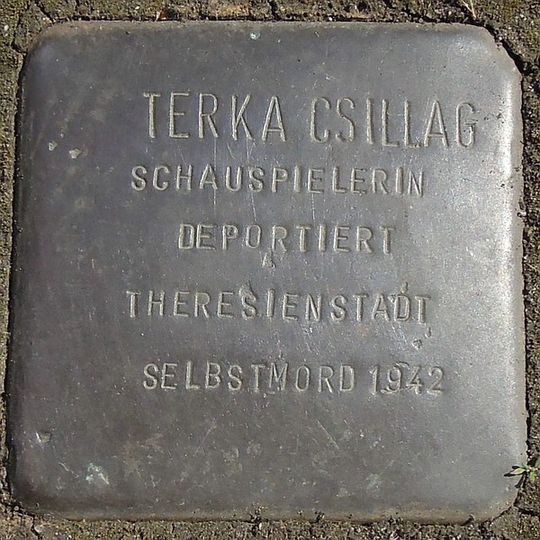 TERKA CSILLAG
SCHAUSPIELERIN
DEPORTIERT
THERESIENSTADT
SELBSTMORD 1942